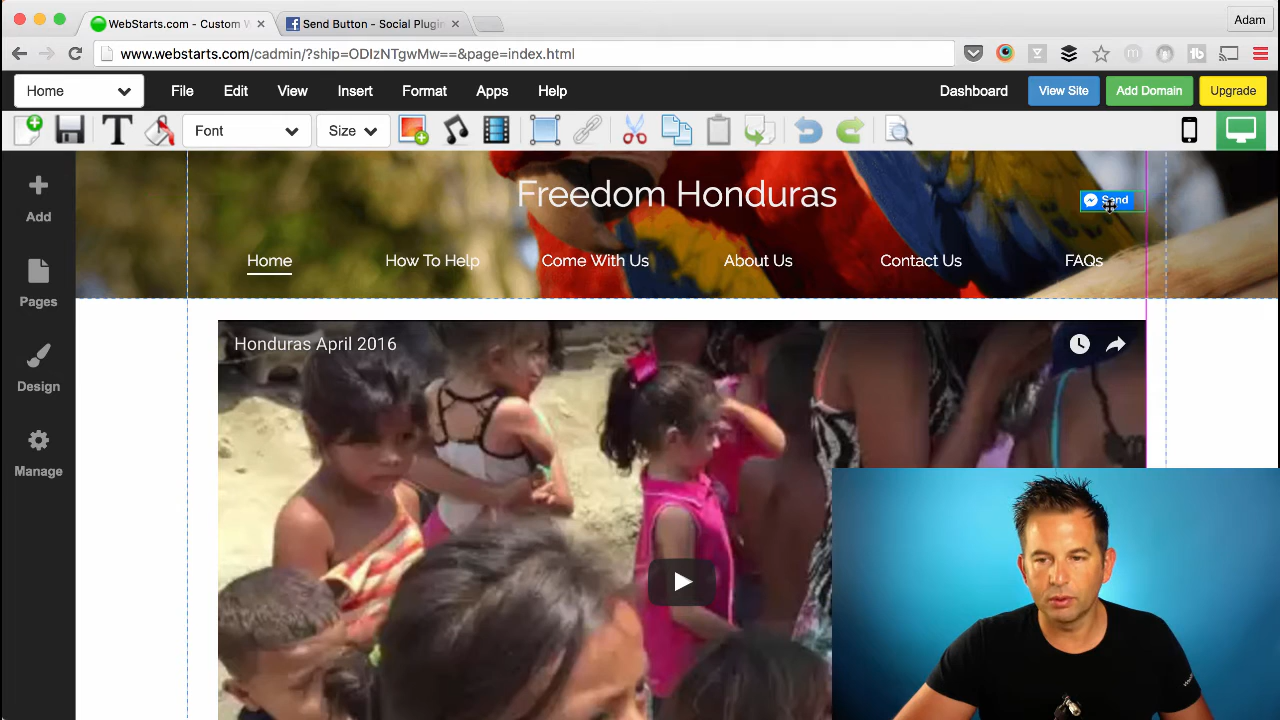 WebStarts.com - Custom W
Send Button - Social Plugin
Adam
www.webstarts.com/cadmin/?ship=ODIzNTgwMw==&page=index.html
Home File Edit View Insert Format Apps Help Dashboard View Site Add Domain Upgrade
T Font Size
Add
Pages
Design
Manage
Freedom Honduras
Send
Home How To Help Come With Us About Us Contact Us FAQs
Honduras April 2016